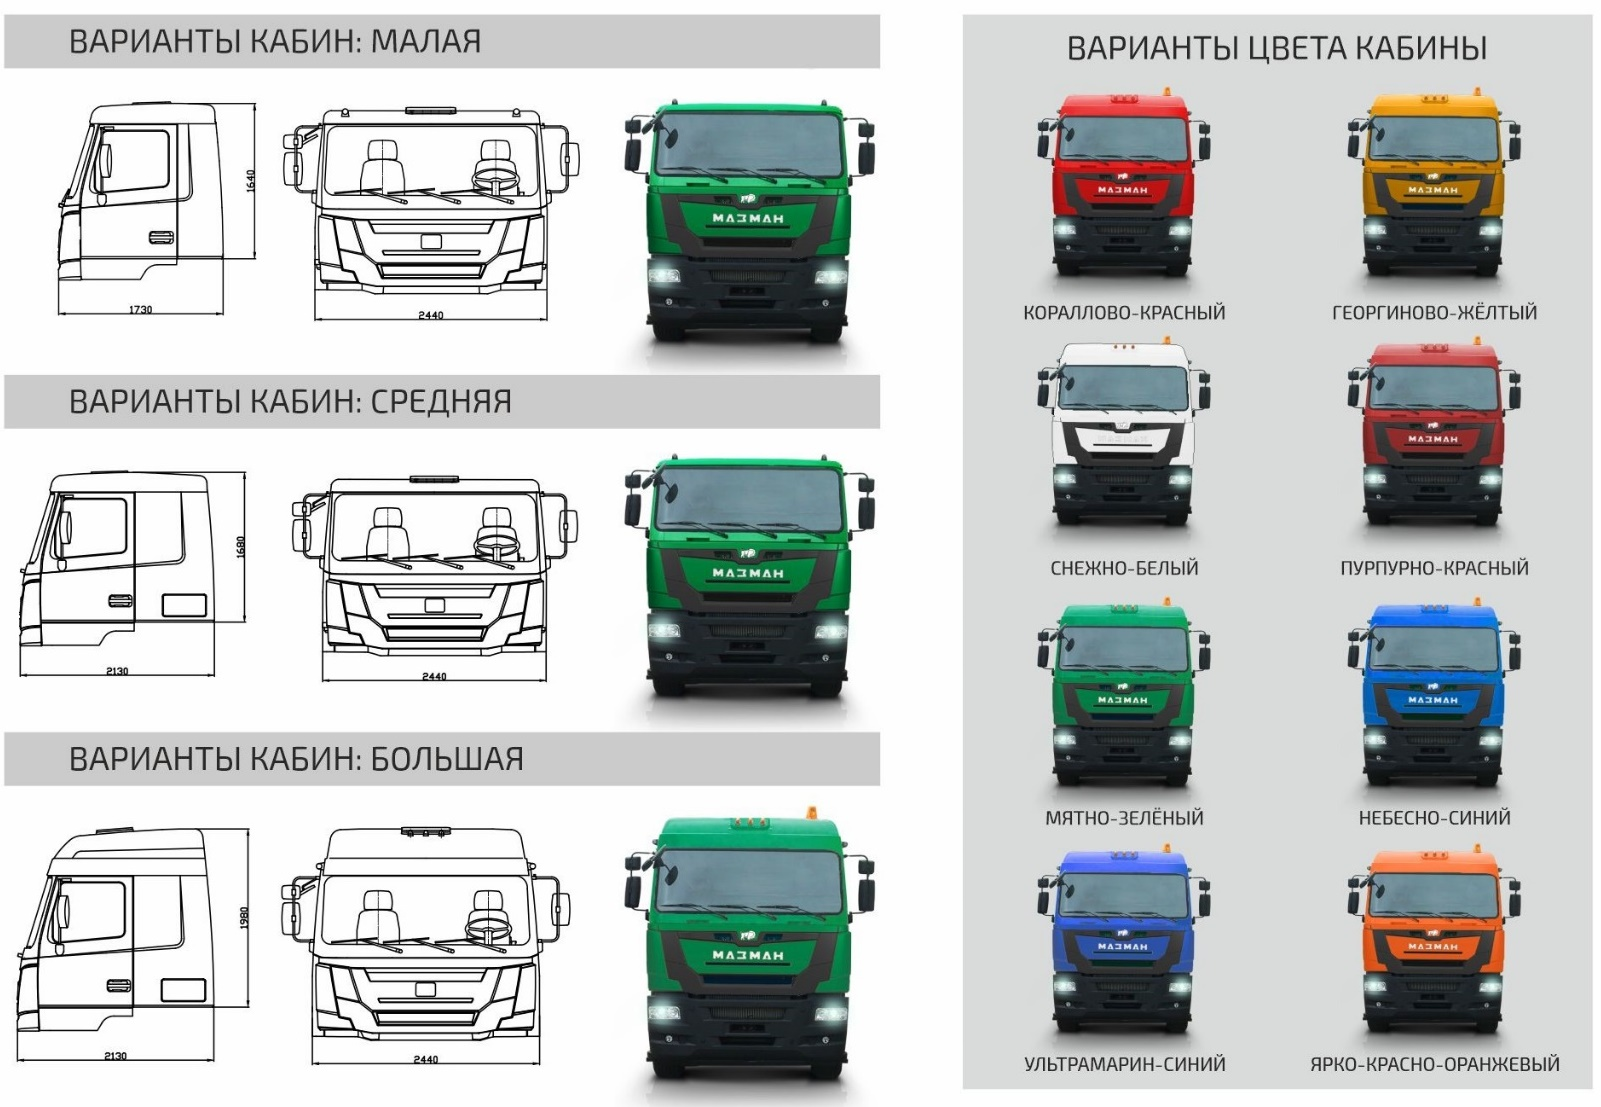 ВАРИАНТЫ КАБИН: МАЛАЯ
1640
1730
2440
МАЗМАН
ВАРИАНТЫ КАБИН: СРЕДНЯЯ
1680
2130
2440
МАЗМАН
ВАРИАНТЫ КАБИН: БОЛЬШАЯ
1980
2130
2440
МАЗМАН
ВАРИАНТЫ ЦВЕТА КАБИНЫ
МАЗМАН
МАЗМАН
КОРАЛЛОВО-КРАСНЫЙ
ГЕОРГИНОВО-ЖЁЛТЫЙ
МАЗМАН
МАЗМАН
СНЕЖНО-БЕЛЫЙ
ПУРПУРНО-КРАСНЫЙ
МАЗМАН
МАЗМАН
МЯТНО-ЗЕЛЁНЫЙ
НЕБЕСНО-СИНИЙ
МАЗМАН
МАЗМАН
УЛЬТРАМАРИН-СИНИЙ
ЯРКО-КРАСНО-ОРАНЖЕВЫЙ